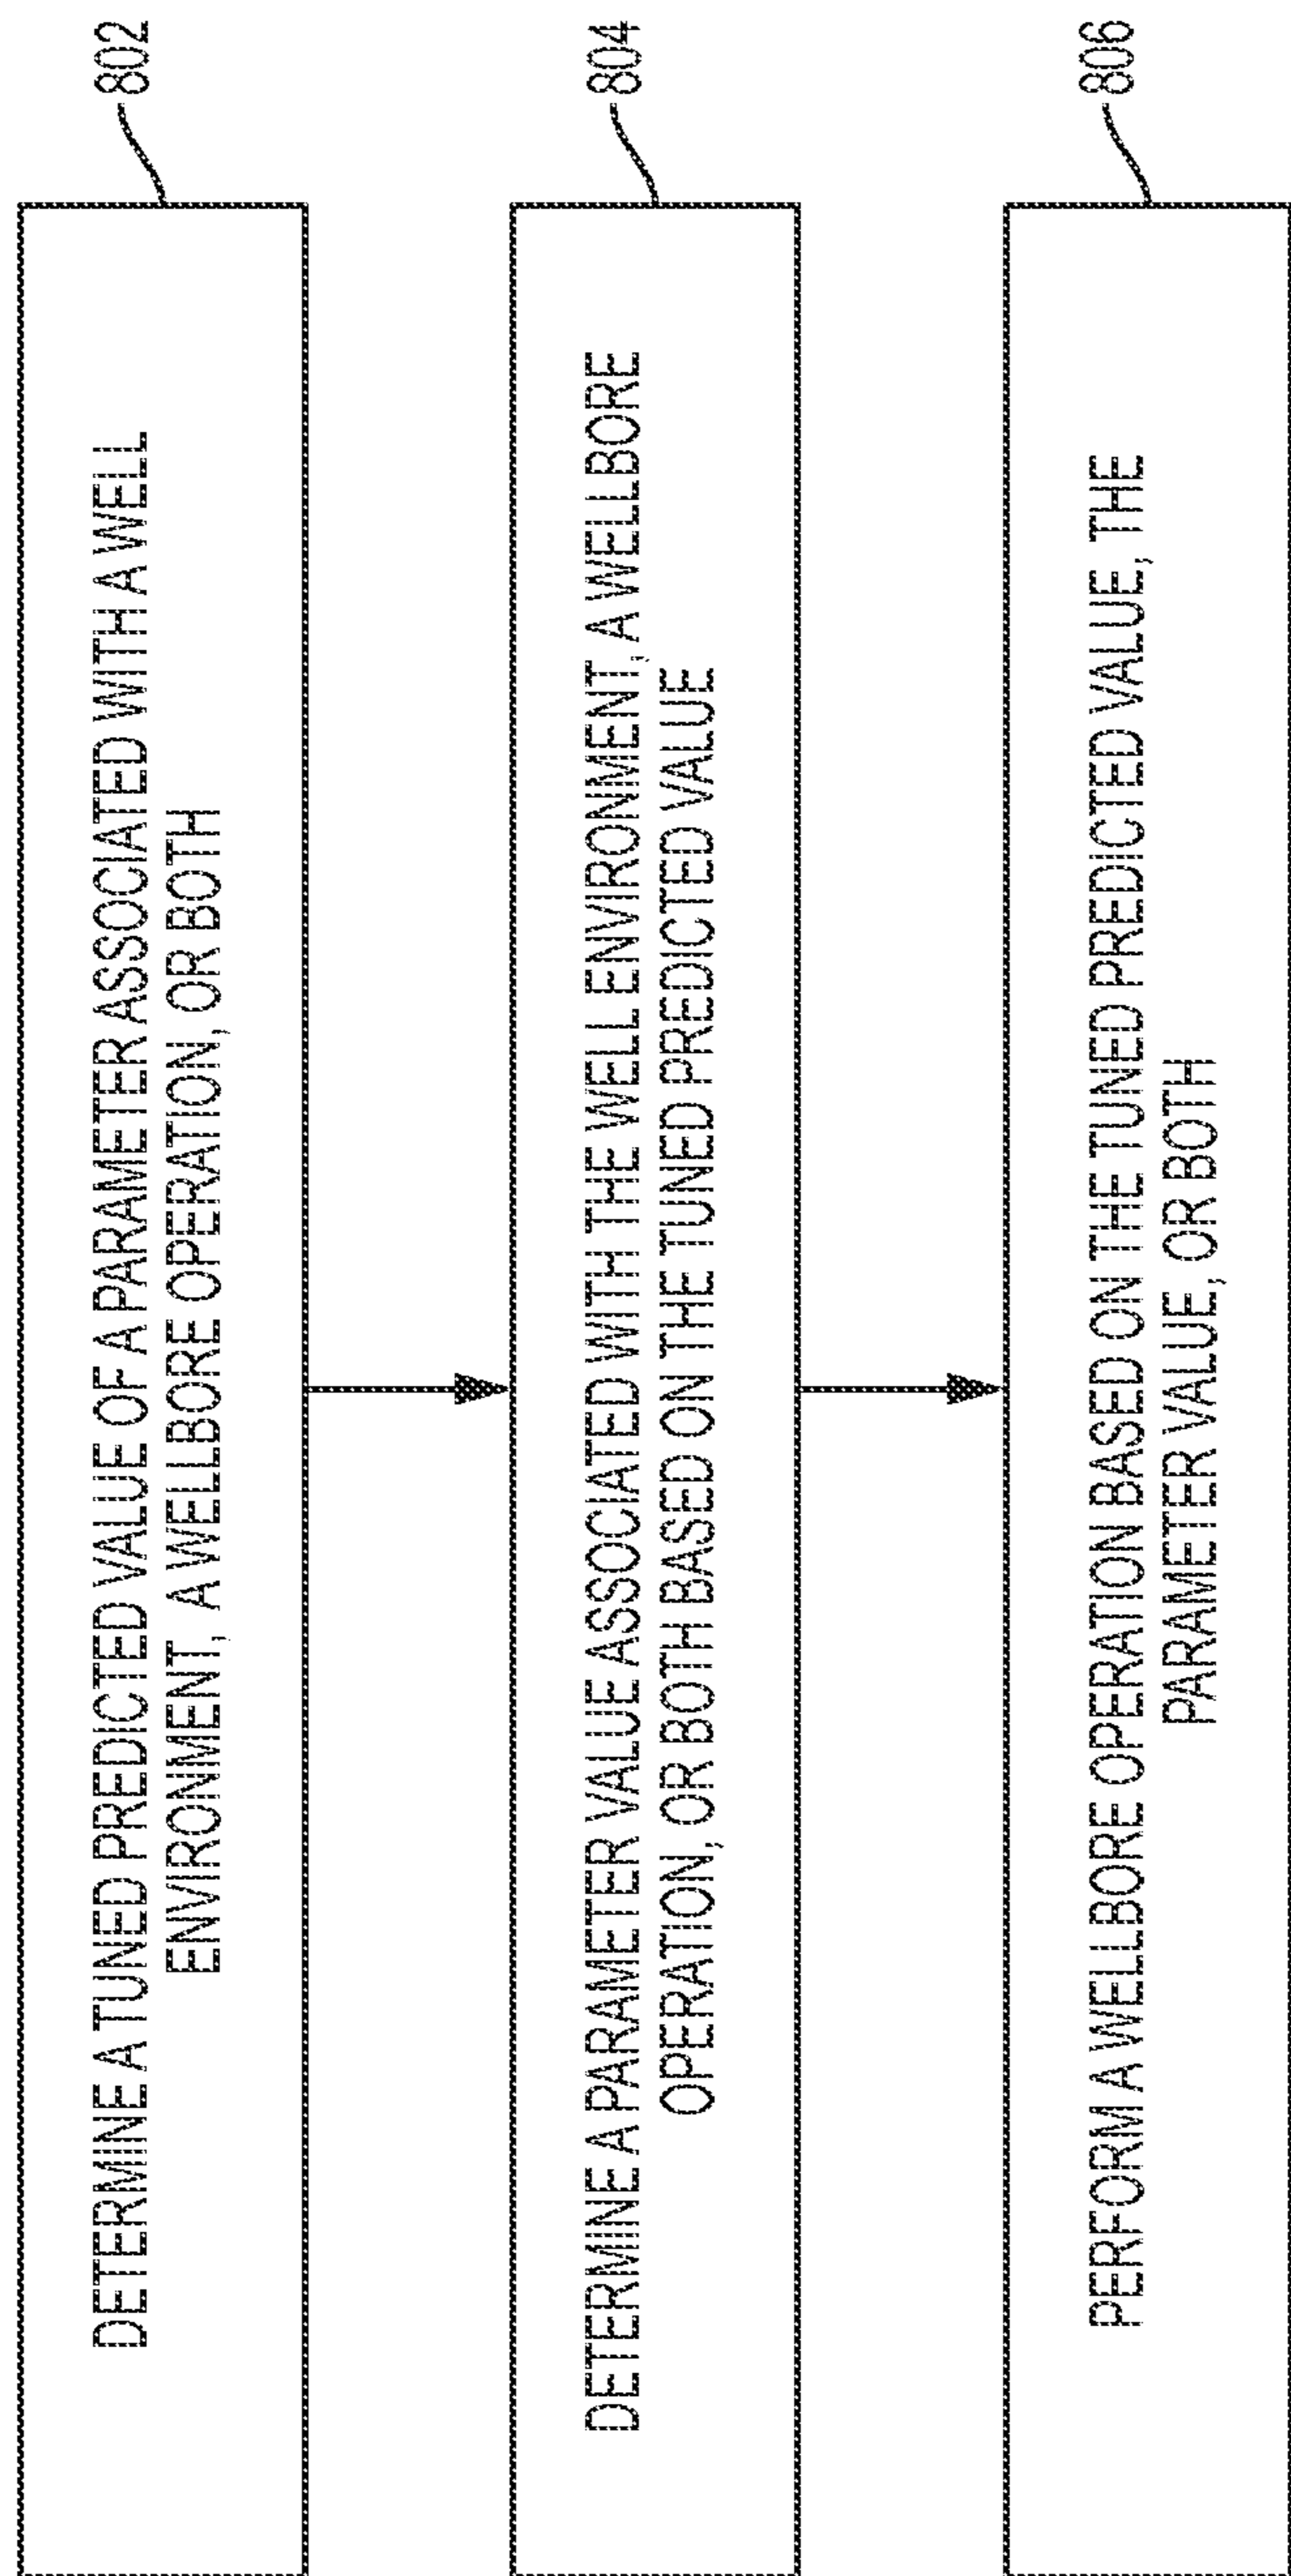 802
DETERMINE A TUNED PREDICTED VALUE OF A PARAMETER ASSOCIATED WITH A WELL
ENVIRONMENT, A WELLBORE OPERATION, OR BOTH
804
DETERMINE A PARAMETER VALUE ASSOCIATED WITH THE WELL ENVIRONMENT, A WELLBORE
OPERATION, OR BOTH BASED ON THE TUNED PREDICTED VALUE
806
PERFORM A WELLBORE OPERATION BASED ON THE TUNED PREDICTED VALUE, THE
PARAMETER VALUE, OR BOTH